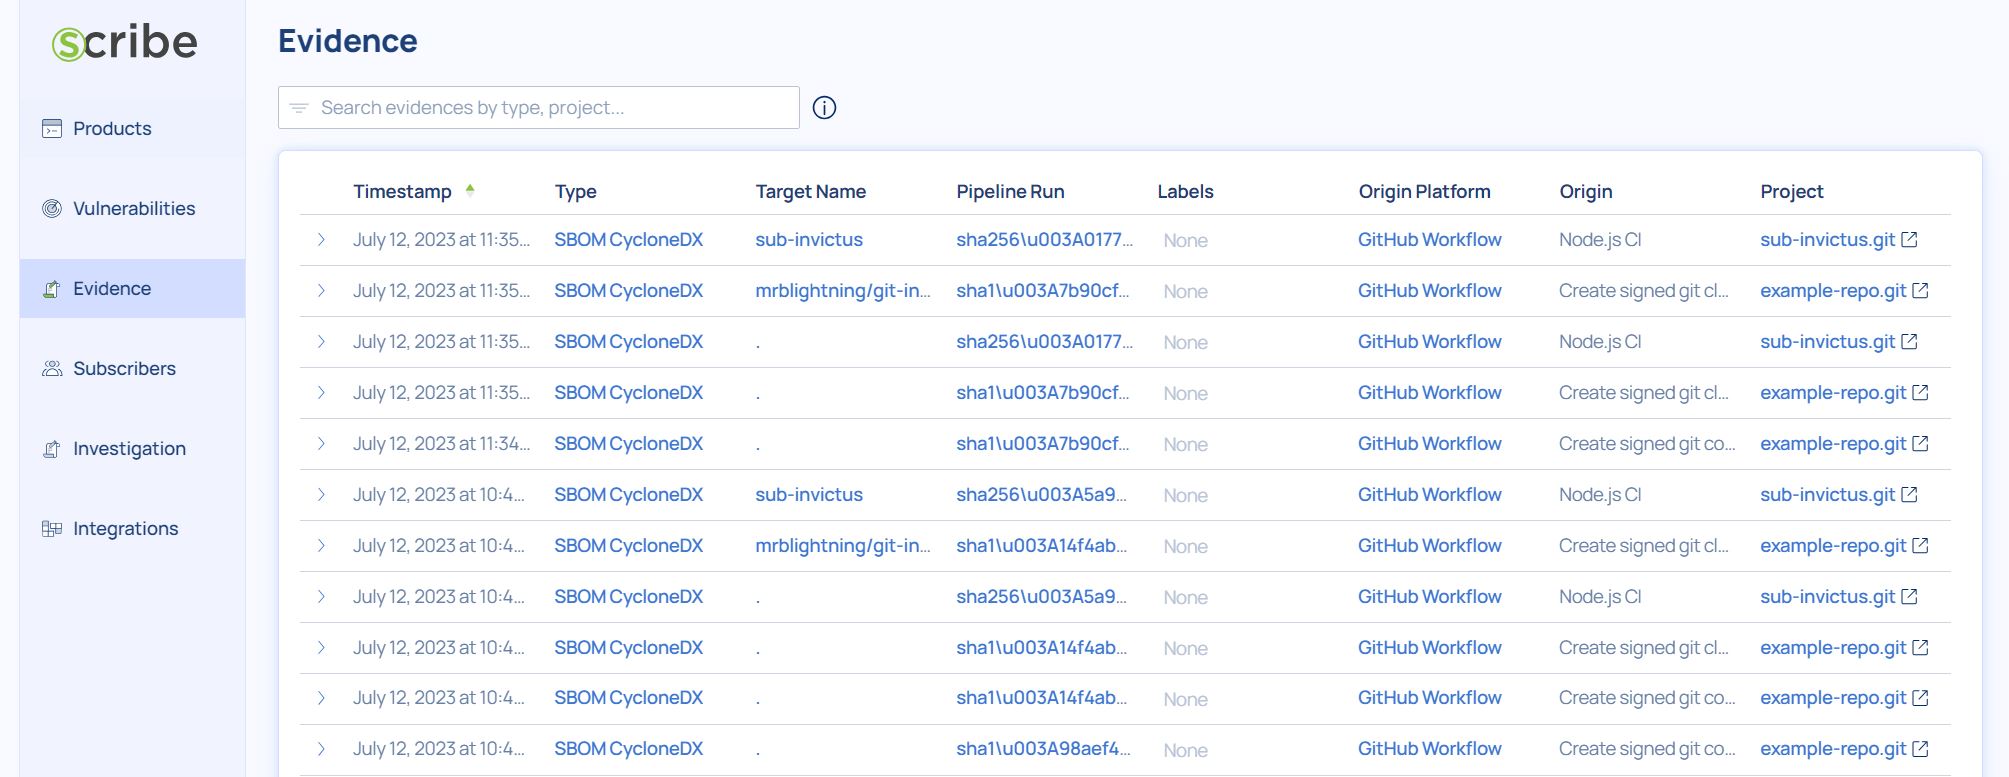 scribe
Evidence
Search evidences by type, project...
Products
Vulnerabilities
Evidence
Subscribers
Investigation
Integrations
Timestamp Type Target Name Pipeline Run Labels Origin Platform Origin Project
July 12, 2023 at 11:35... SBOM CycloneDX sub-invictus sha256\u003A0177... None GitHub Workflow Node.js CI sub-invictus.git
July 12, 2023 at 11:35... SBOM CycloneDX mrblightning/git-in... sha1\u003A7b90cf... None GitHub Workflow Create signed git cl... example-repo.git
July 12, 2023 at 11:35... SBOM CycloneDX . sha256\u003A0177... None GitHub Workflow Node.js CI sub-invictus.git
July 12, 2023 at 11:35... SBOM CycloneDX . sha1\u003A7b90cf... None GitHub Workflow Create signed git cl... example-repo.git
July 12, 2023 at 11:34... SBOM CycloneDX . sha1\u003A7b90cf... None GitHub Workflow Create signed git co... example-repo.git
July 12, 2023 at 10:4... SBOM CycloneDX sub-invictus sha256\u003A5a9... None GitHub Workflow Node.js CI sub-invictus.git
July 12, 2023 at 10:4... SBOM CycloneDX mrblightning/git-in... sha1\u003A14f4ab... None GitHub Workflow Create signed git cl... example-repo.git
July 12, 2023 at 10:4... SBOM CycloneDX . sha256\u003A5a9... None GitHub Workflow Node.js CI sub-invictus.git
July 12, 2023 at 10:4... SBOM CycloneDX . sha1\u003A14f4ab... None GitHub Workflow Create signed git cl... example-repo.git
July 12, 2023 at 10:4... SBOM CycloneDX . sha1\u003A14f4ab... None GitHub Workflow Create signed git co... example-repo.git
July 12, 2023 at 10:4... SBOM CycloneDX . sha1\u003A98aef4... None GitHub Workflow Create signed git co... example-repo.git